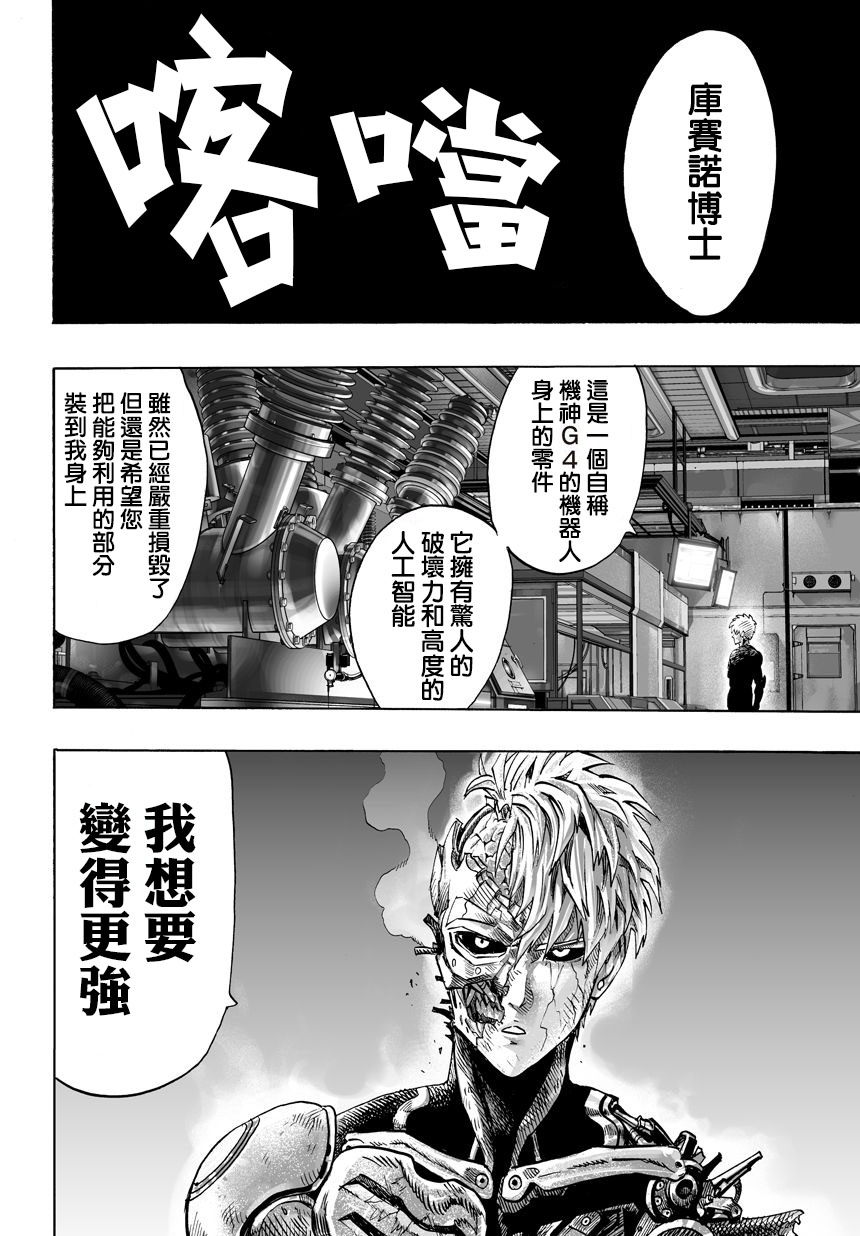 庫賽諾博士
喀噹
這是一個自稱
機神G4的機器人
身上的零件
它擁有驚人的
破壞力和高度的
人工智能
雖然已經嚴重損毀了
但還是希望您
把能夠利用的部分
裝到我身上
我想要
變得更強